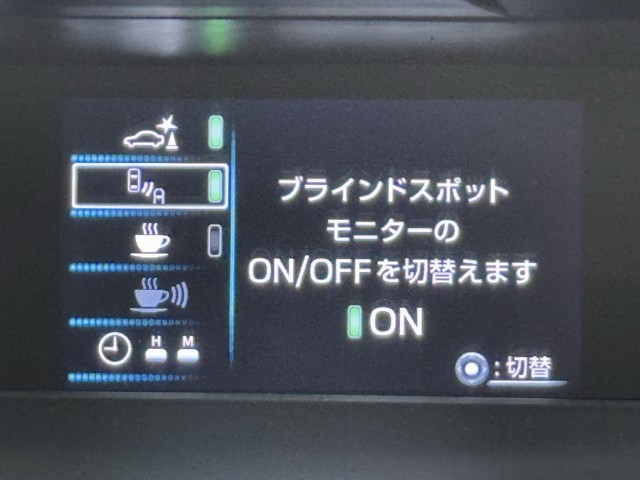 ブラインドスポット
モニターの
ON/OFFを切替えます
ON
H M
:切替